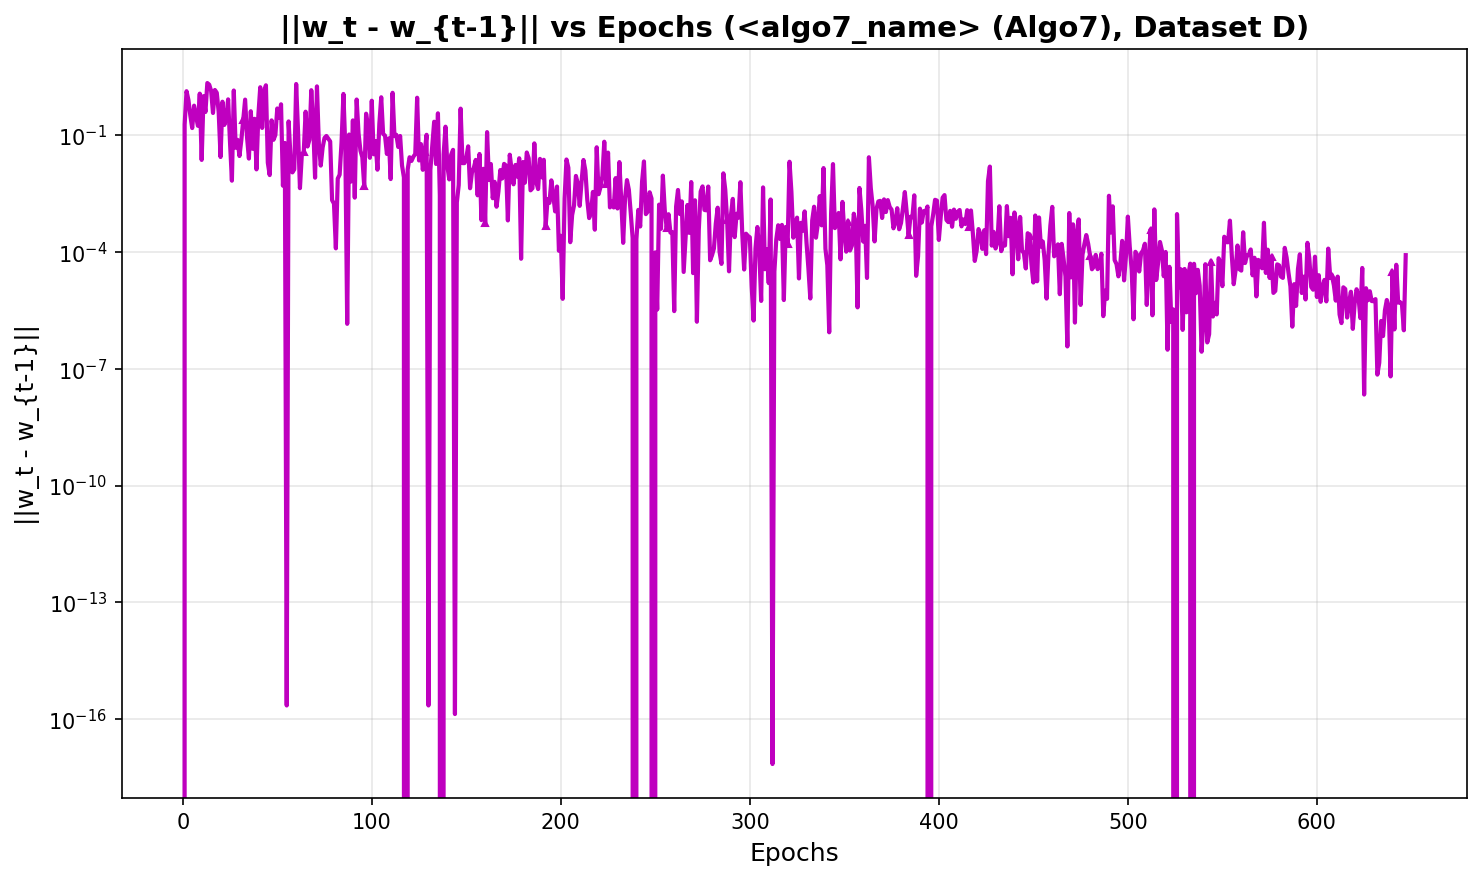 ||w_t - w_{t-1}|| vs Epochs (<algo7_name> (Algo7), Dataset D)
||w_t - w_{t-1}||
10⁻¹
10⁻⁴
10⁻⁷
10⁻¹⁰
10⁻¹³
10⁻¹⁶
0 100 200 300 400 500 600
Epochs